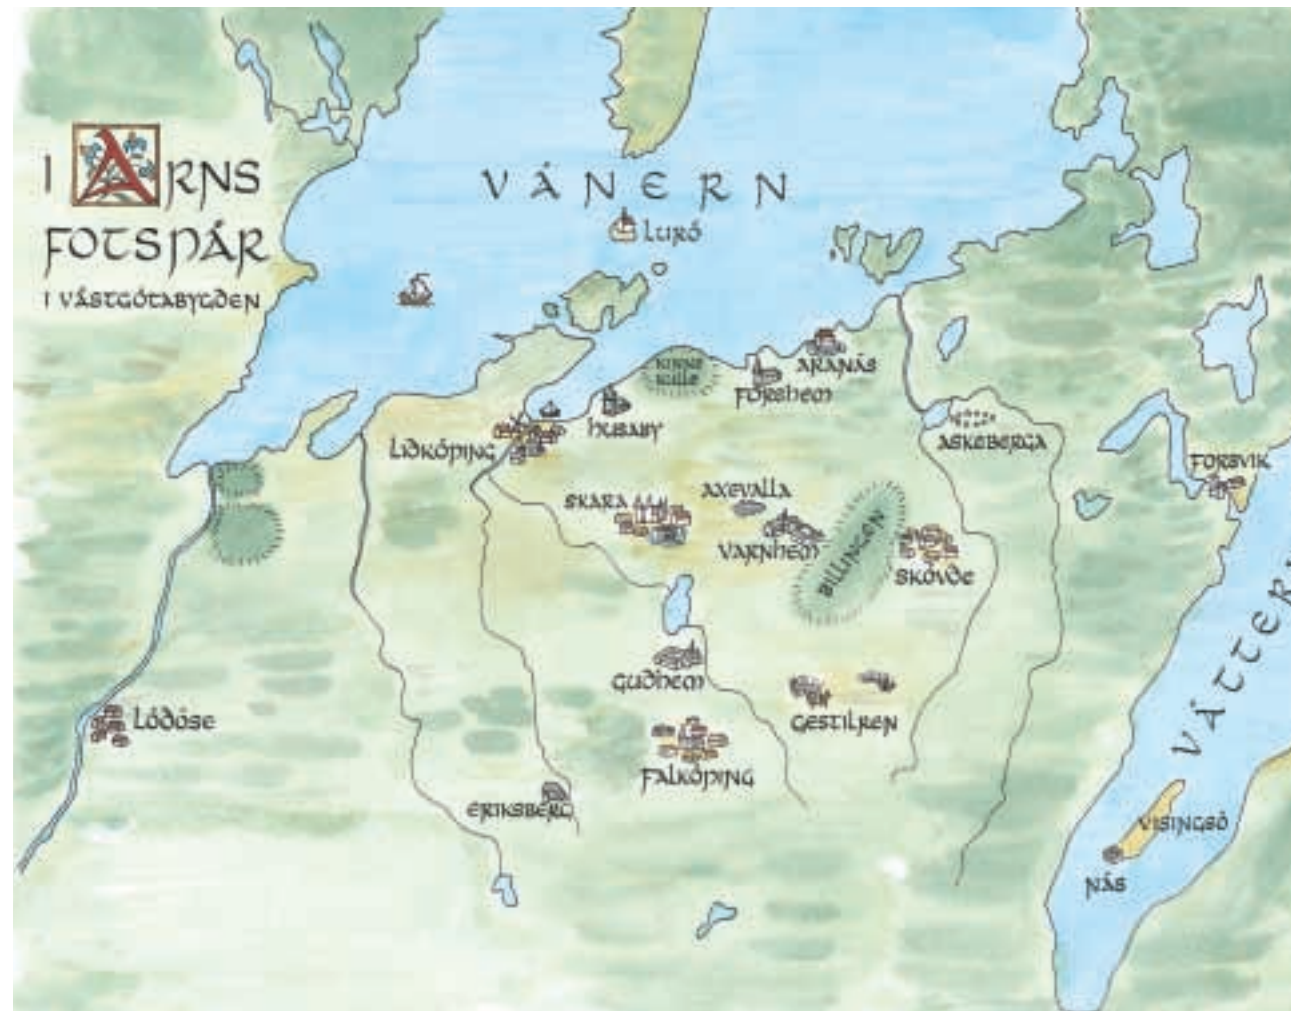 I ARNS
FOTSPÅR
I VÄSTGÖTABYGDEN
VÄNERN
LURÖ
KINNE
KULLE
ARANÄS
FORSHEM
HUSABY
LIDKÖPING
ASKEBERGA
FORSVIK
SKARA
AXEVALLA
VARNHEM
BILLINGEN
SKÖVDE
GUDHEM
GESTILREN
LÖDÖSE
FALKÖPING
ERIKSBERG
VÄTTERN
VISINGSÖ
NÄS